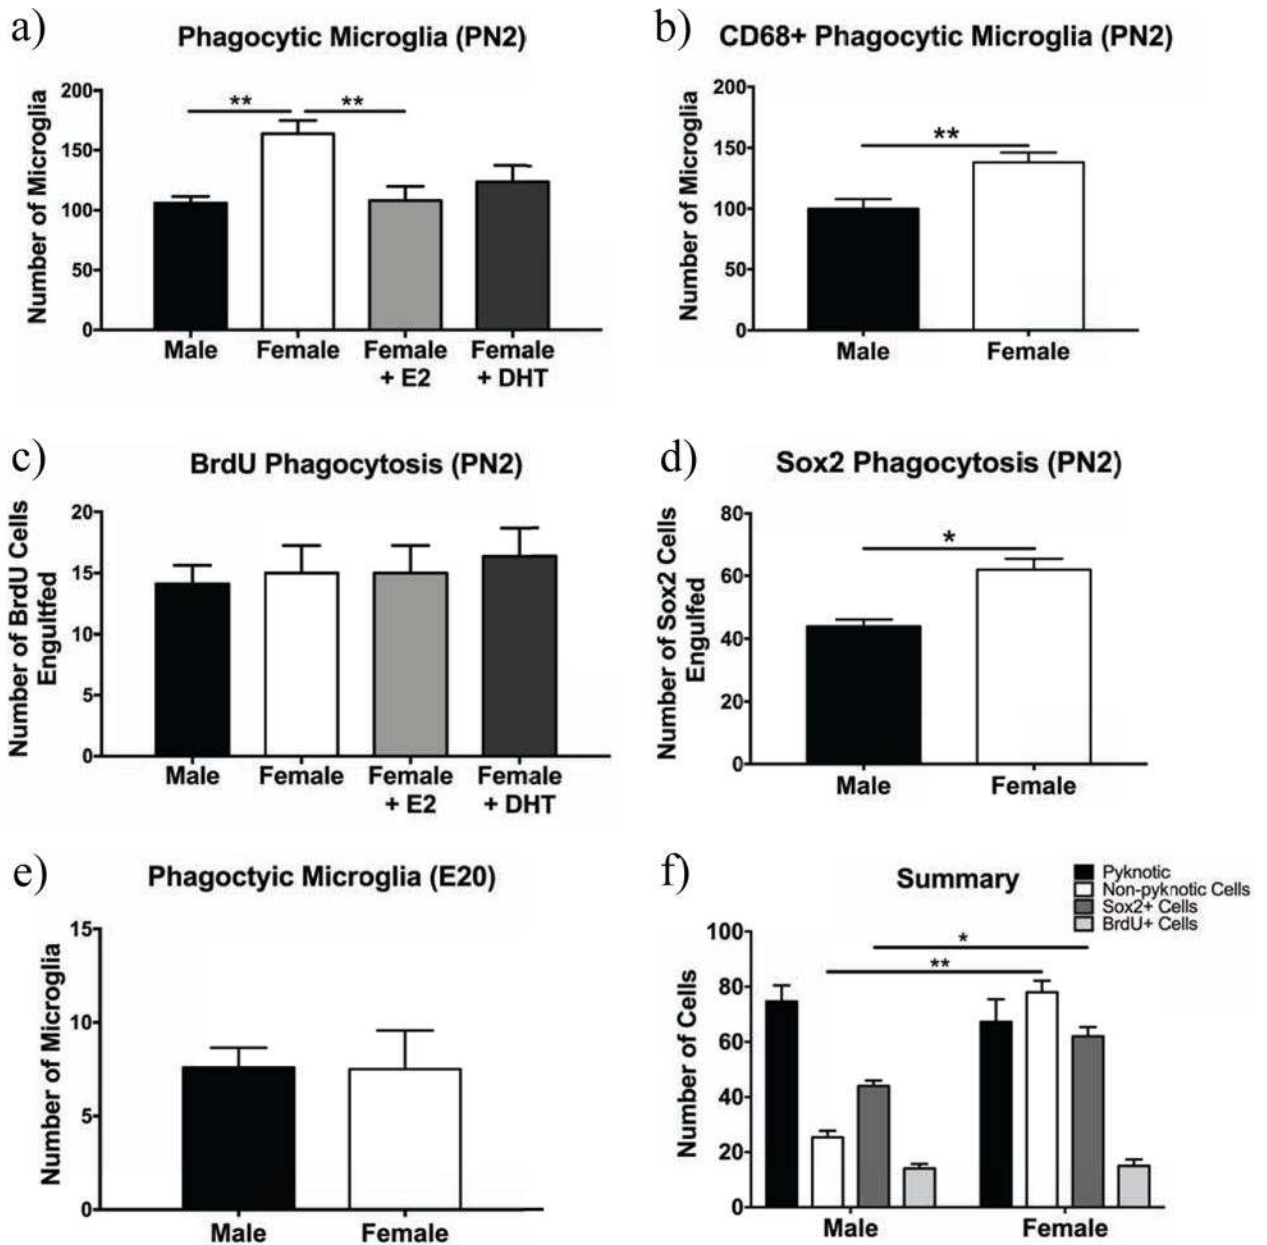 a)
Phagocytic Microglia (PN2)
Number of Microglia
200
150
100
50
0
** **
Male Female Female Female
+ E2 + DHT
b)
CD68+ Phagocytic Microglia (PN2)
Number of Microglia
200
150
100
50
0
**
Male Female
c)
BrdU Phagocytosis (PN2)
Number of BrdU Cells
Engultfed
20
15
10
5
0
Male Female Female Female
+ E2 + DHT
d)
Sox2 Phagocytosis (PN2)
Number of Sox2 Cells
Engulfed
80
60
40
20
0
*
Male Female
e)
Phagoctyic Microglia (E20)
Number of Microglia
15
10
5
0
Male Female
f)
Summary
Pyknotic
Non-pyknotic Cells
Sox2+ Cells
BrdU+ Cells
Number of Cells
100
80
60
40
20
0
*
**
Male Female